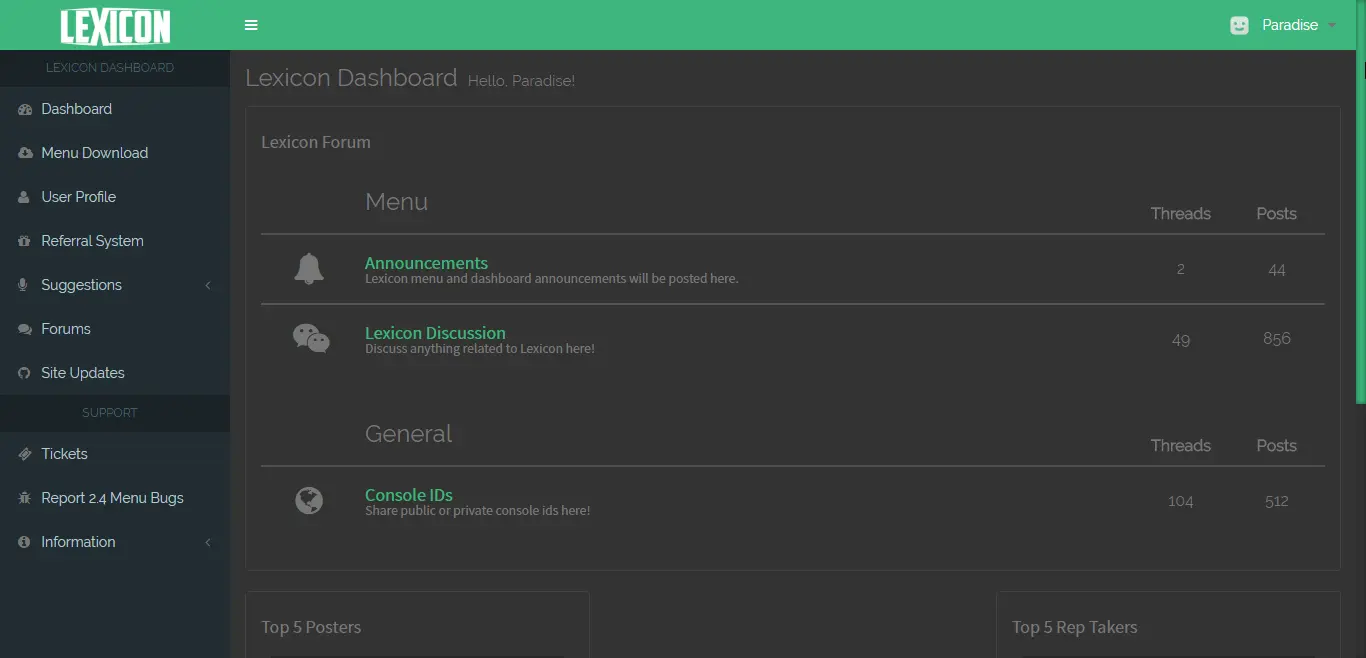 LEXICON
Paradise
LEXICON DASHBOARD
Dashboard
Menu Download
User Profile
Referral System
Suggestions
Forums
Site Updates
SUPPORT
Tickets
Report 2.4 Menu Bugs
Information
Lexicon Dashboard Hello, Paradise!
Lexicon Forum
Menu Threads Posts
Announcements
Lexicon menu and dashboard announcements will be posted here.
2 44
Lexicon Discussion
Discuss anything related to Lexicon here!
49 856
General Threads Posts
Console IDs
Share public or private console ids here!
104 512
Top 5 Posters
Top 5 Rep Takers